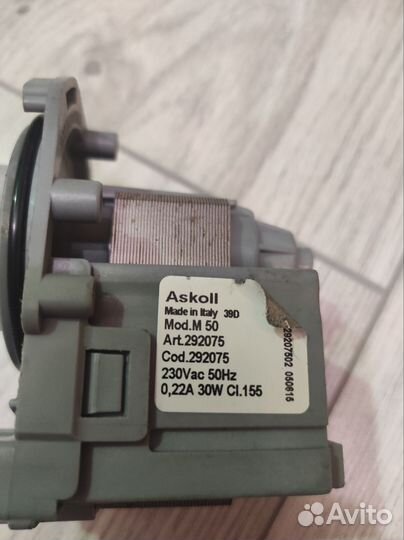 Askoll
Made in Italy 39D
Mod.M 50
Art.292075
Cod.292075
230Vac 50Hz
0,22A 30W Cl.155
29207502 050615
Avito